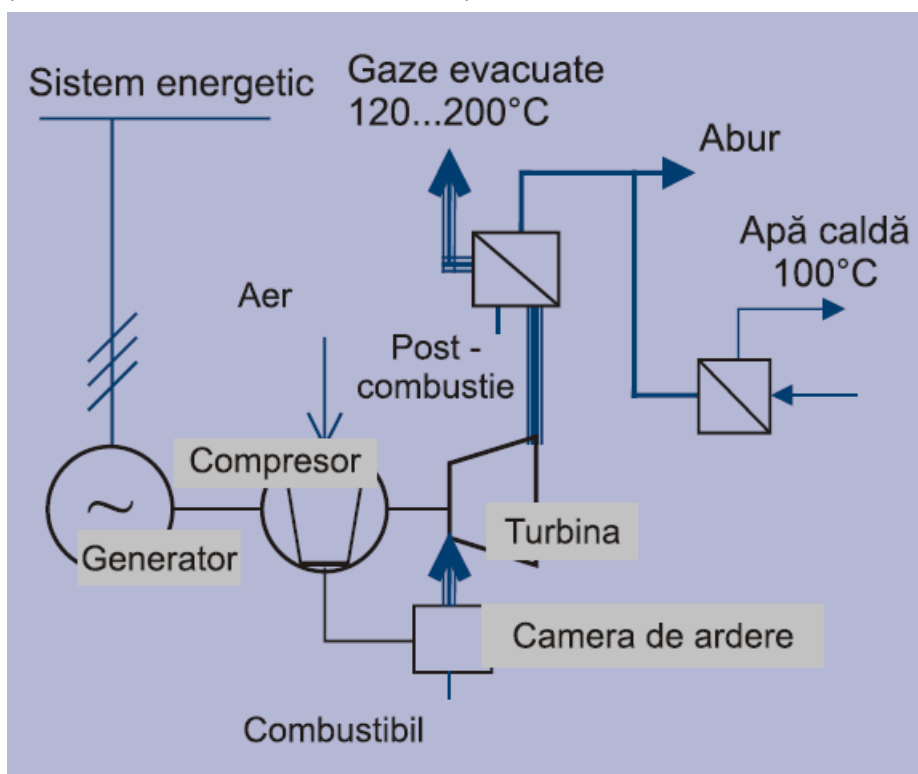 Sistem energetic
Gaze evacuate
120...200°C
Abur
Apă caldă
100°C
Aer
Post -
combustie
Compresor
~
Generator
Turbina
Camera de ardere
Combustibil